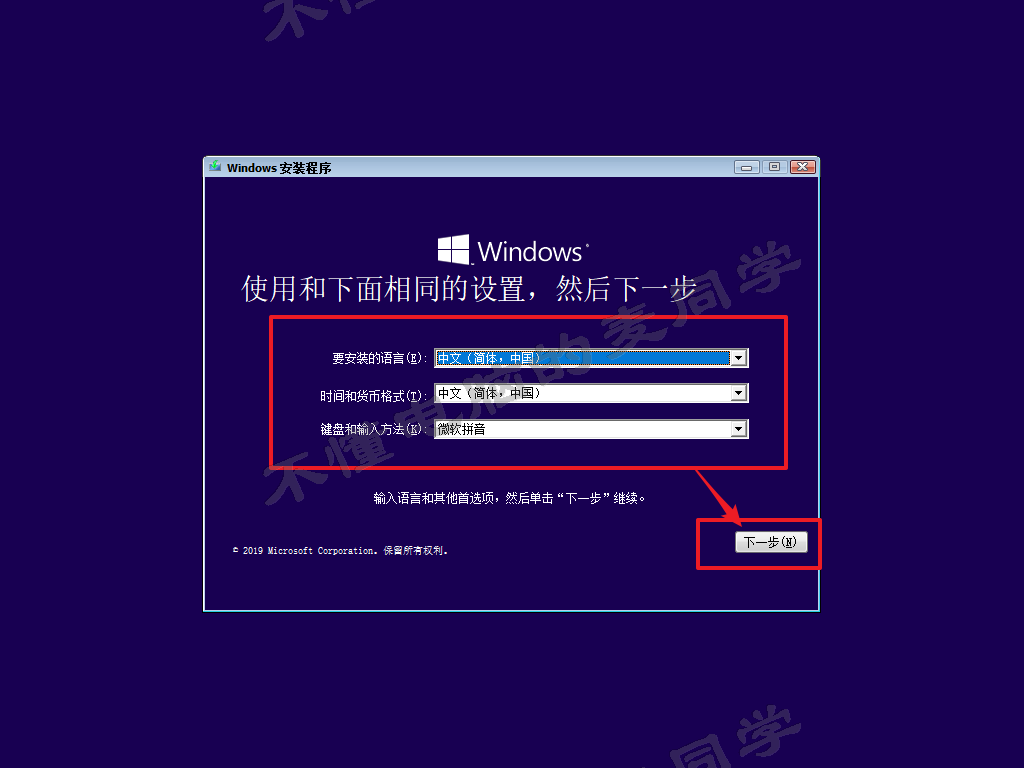 不懂
Windows 安装程序
Windows
使用和下面相同的设置，然后下一步
要安装的语言(E): 中文（简体，中国）
时间和货币格式(T): 中文（简体，中国）
键盘和输入方法(K): 微软拼音
不懂电脑的麦同学
输入语言和其他首选项，然后单击“下一步”继续。
下一步(N)
© 2019 Microsoft Corporation。保留所有权利。
同学